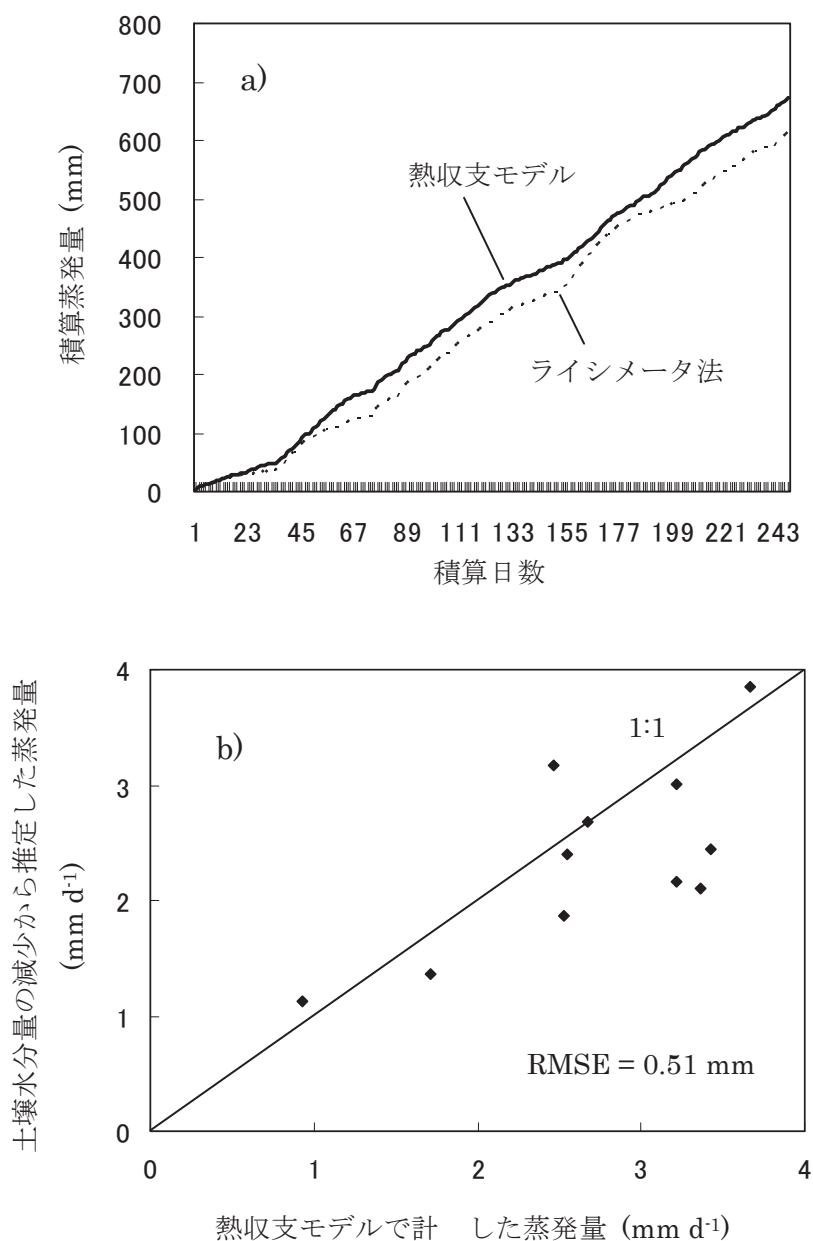 800
700
600
500
400
300
200
100
0
積算蒸発量 (mm)
a)
熱収支モデル
ライシメータ法
1 23 45 67 89 111 133 155 177 199 221 243
積算日数
土壌水分量の減少から推定した蒸発量
(mm d-1)
4
3
2
1
0
b)
1:1
RMSE = 0.51 mm
0 1 2 3 4
熱収支モデルで計 した蒸発量 (mm d-1)